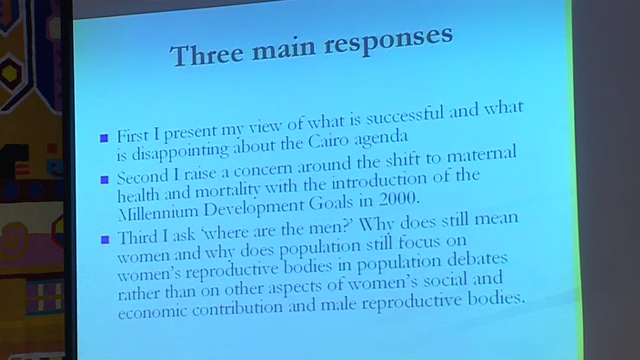 Three main responses
First I present my view of what is successful and what
is disappointing about the Cairo agenda
Second I raise a concern around the shift to maternal
health and mortality with the introduction of the
Millennium Development Goals in 2000.
Third I ask ‘where are the men?’ Why does still mean
women and why does population still focus on
women’s reproductive bodies in population debates
rather than on other aspects of women’s social and
economic contribution and male reproductive bodies.